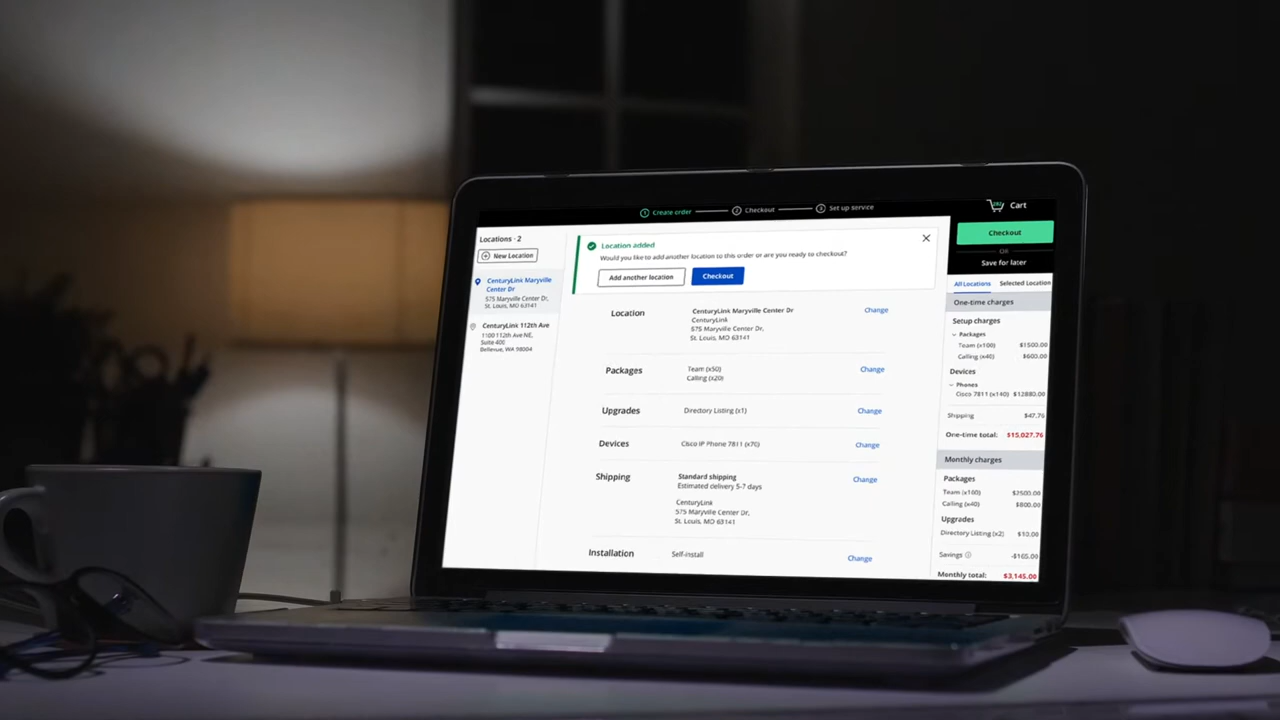 1 Create order
2 Checkout
3 Set up service
Cart
Locations - 2
New Location
CenturyLink Maryville
Center Dr
575 Maryville Center Dr,
St. Louis, MO 63141
CenturyLink 112th Ave
1100 112th Ave NE,
Suite 400
Bellevue, WA 98004
Location added
Would you like to add another location to this order or are you ready to checkout?
Add another location
Checkout
Location
CenturyLink Maryville Center Dr
CenturyLink
575 Maryville Center Dr,
St. Louis, MO 63141
Change
Packages
Team (x50)
Calling (x20)
Change
Upgrades
Directory Listing (x1)
Change
Devices
Cisco IP Phone 7811 (x70)
Change
Shipping
Standard shipping
Estimated delivery 5-7 days
CenturyLink
575 Maryville Center Dr,
St. Louis, MO 63141
Change
Installation
Self-install
Change
Checkout
OR
Save for later
All Locations
Selected Location
One-time charges
Setup charges
Packages
Team (x100) $1500.00
Calling (x40) $600.00
Devices
Phones
Cisco 7811 (x140) $12880.00
Shipping $47.76
One-time total: $15,027.76
Monthly charges
Packages
Team (x100) $2500.00
Calling (x40) $800.00
Upgrades
Directory Listing (x2) $10.00
Savings -$165.00
Monthly total: $3,145.00